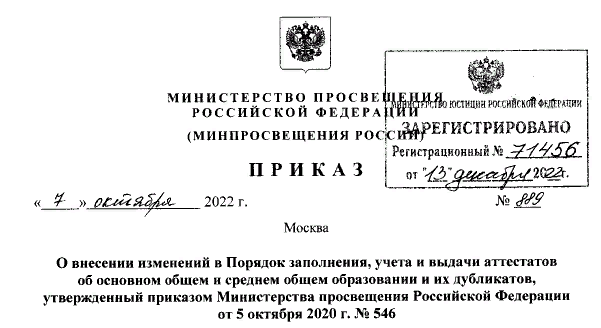 МИНИСТЕРСТВО ПРОСВЕЩЕНИЯ
РОССИЙСКОЙ ФЕДЕРАЦИИ
(МИНПРОСВЕЩЕНИЯ РОССИИ)
МИНИСТЕРСТВО ЮСТИЦИИ РОССИЙСКОЙ ФЕДЕРАЦИИ
ЗАРЕГИСТРИРОВАНО
Регистрационный № 71456
от "13" декабря 2022г.
ПРИКАЗ
« 7 » октября 2022 г.
№ 889
Москва
О внесении изменений в Порядок заполнения, учета и выдачи аттестатов
об основном общем и среднем общем образовании и их дубликатов,
утвержденный приказом Министерства просвещения Российской Федерации
от 5 октября 2020 г. № 546